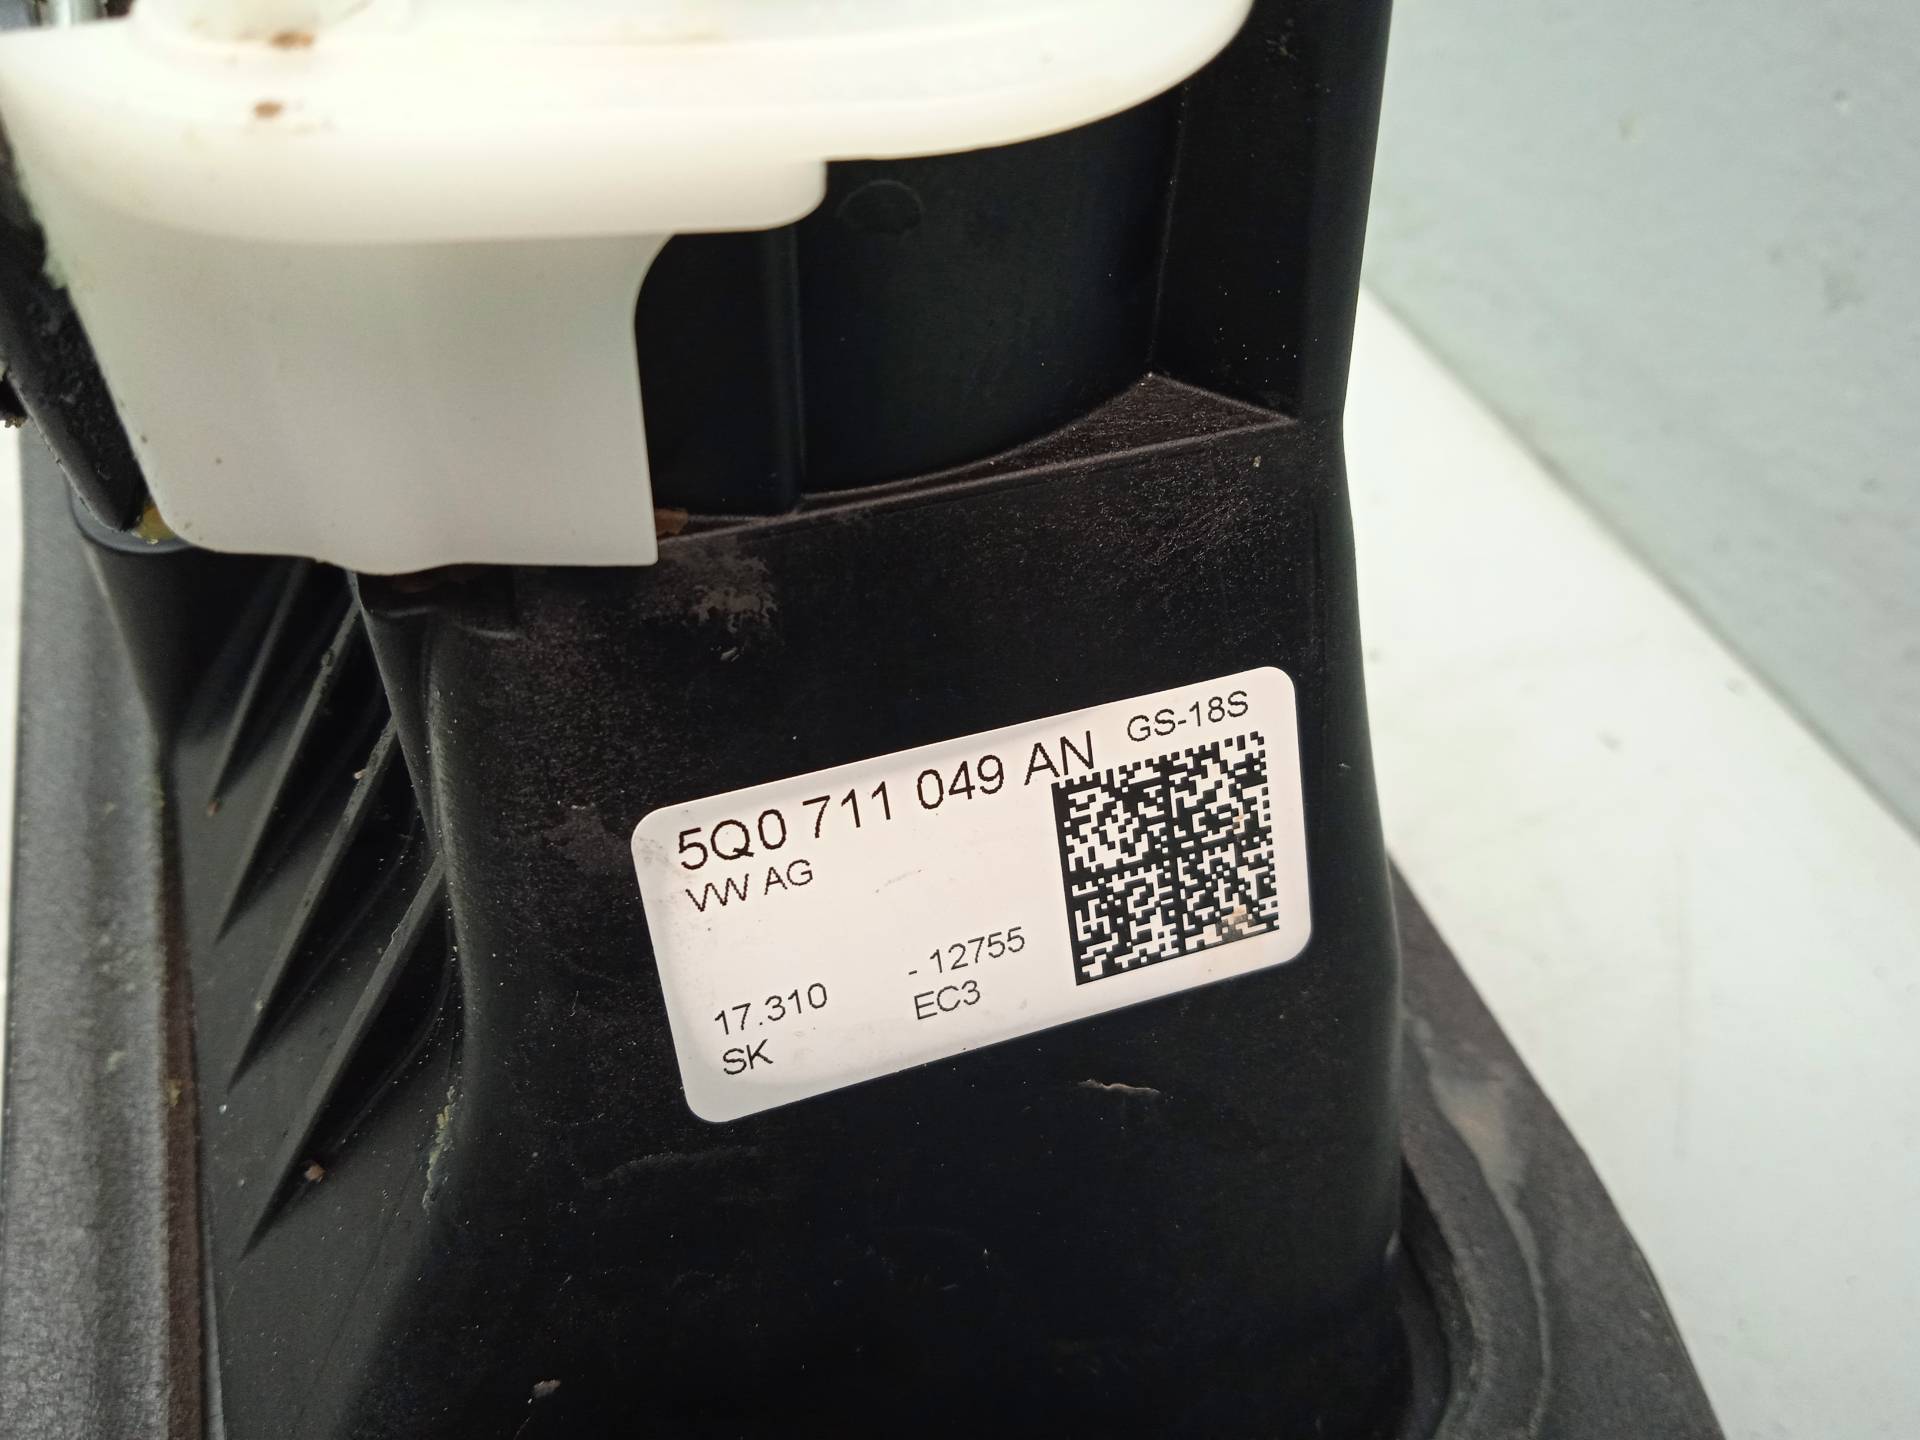 5Q0 711 049 AN GS-18S
VW AG
17.310 - 12755
SK EC3